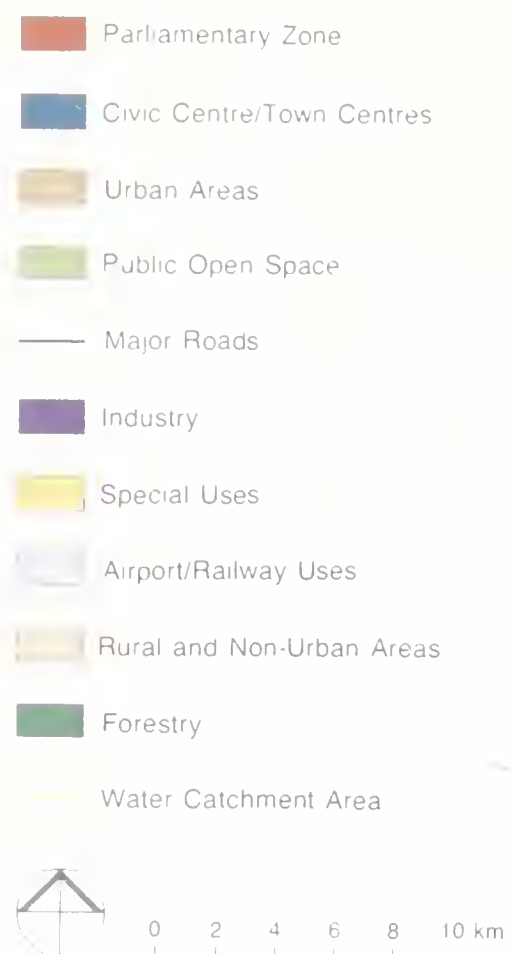 Parliamentary Zone
Civic Centre/Town Centres
Urban Areas
Public Open Space
Major Roads
Industry
Special Uses
Airport/Railway Uses
Rural and Non-Urban Areas
Forestry
Water Catchment Area
0 2 4 6 8 10 km